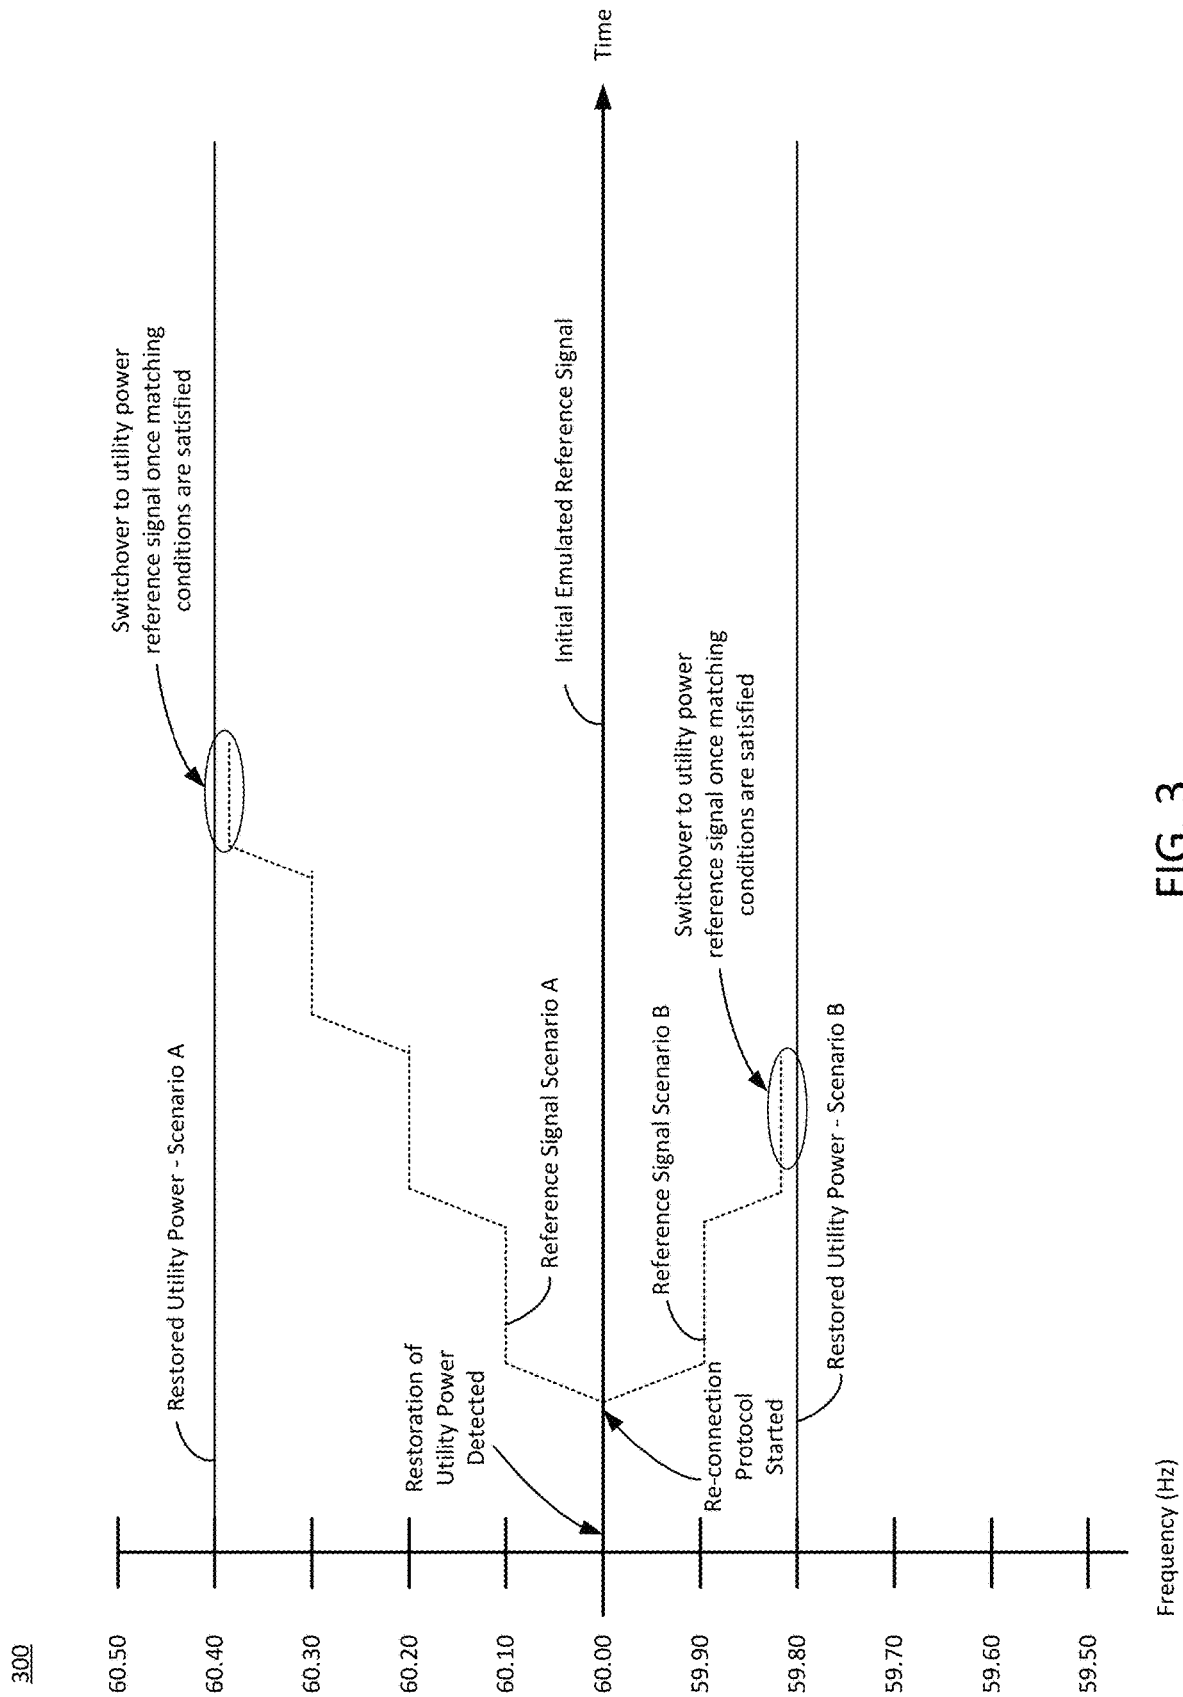 300
Time
Switchover to utility power
reference signal once matching
conditions are satisfied
Initial Emulated Reference Signal
Switchover to utility power
reference signal once matching
conditions are satisfied
Restored Utility Power - Scenario A
Reference Signal Scenario A
Reference Signal Scenario B
Restored Utility Power - Scenario B
Restoration of
Utility Power
Detected
Re-connection
Protocol
Started
60.50
60.40
60.30
60.20
60.10
60.00
59.90
59.80
59.70
59.60
59.50
Frequency (Hz)
FIG. 3